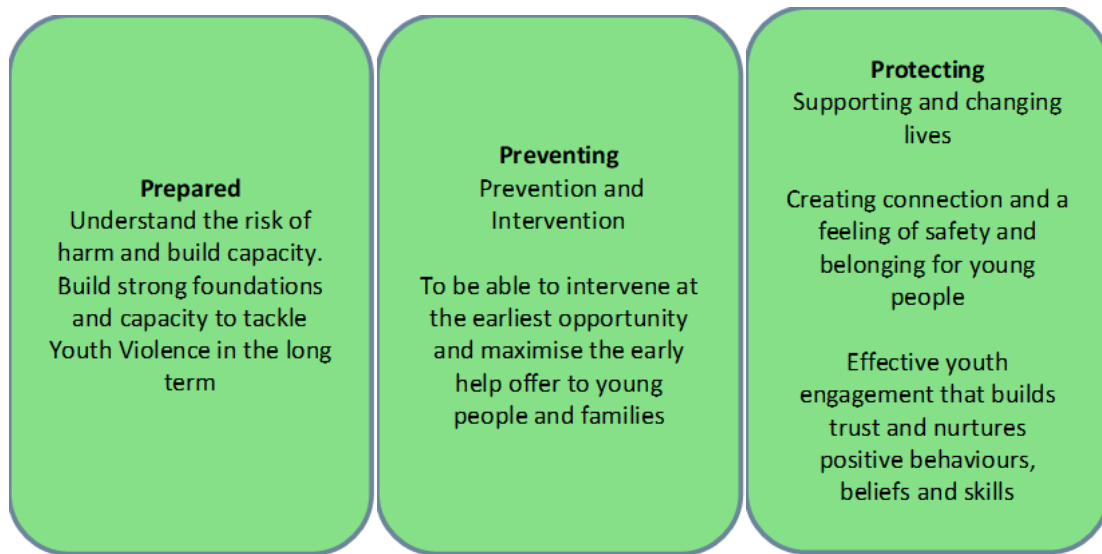 Prepared
Understand the risk of
harm and build capacity.
Build strong foundations
and capacity to tackle
Youth Violence in the long
term
Preventing
Prevention and
Intervention
To be able to intervene at
the earliest opportunity
and maximise the early
help offer to young
people and families
Protecting
Supporting and changing
lives
Creating connection and a
feeling of safety and
belonging for young
people
Effective youth
engagement that builds
trust and nurtures
positive behaviours,
beliefs and skills